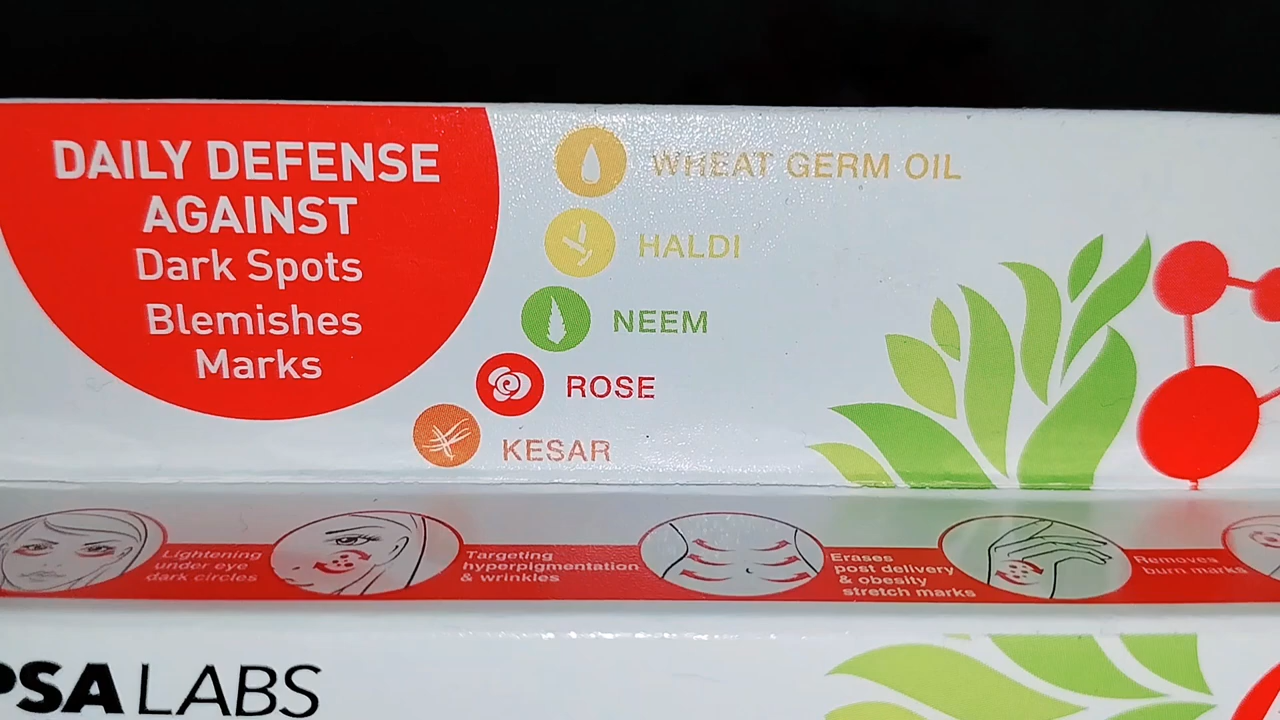 DAILY DEFENSE
AGAINST
Dark Spots
Blemishes
Marks
WHEAT GERM OIL
HALDI
NEEM
ROSE
KESAR
Lightening
under eye
dark circles
Targeting
hyperpigmentation
& wrinkles
Erases
post delivery
& obesity
stretch marks
Removes
burn marks
PSA LABS